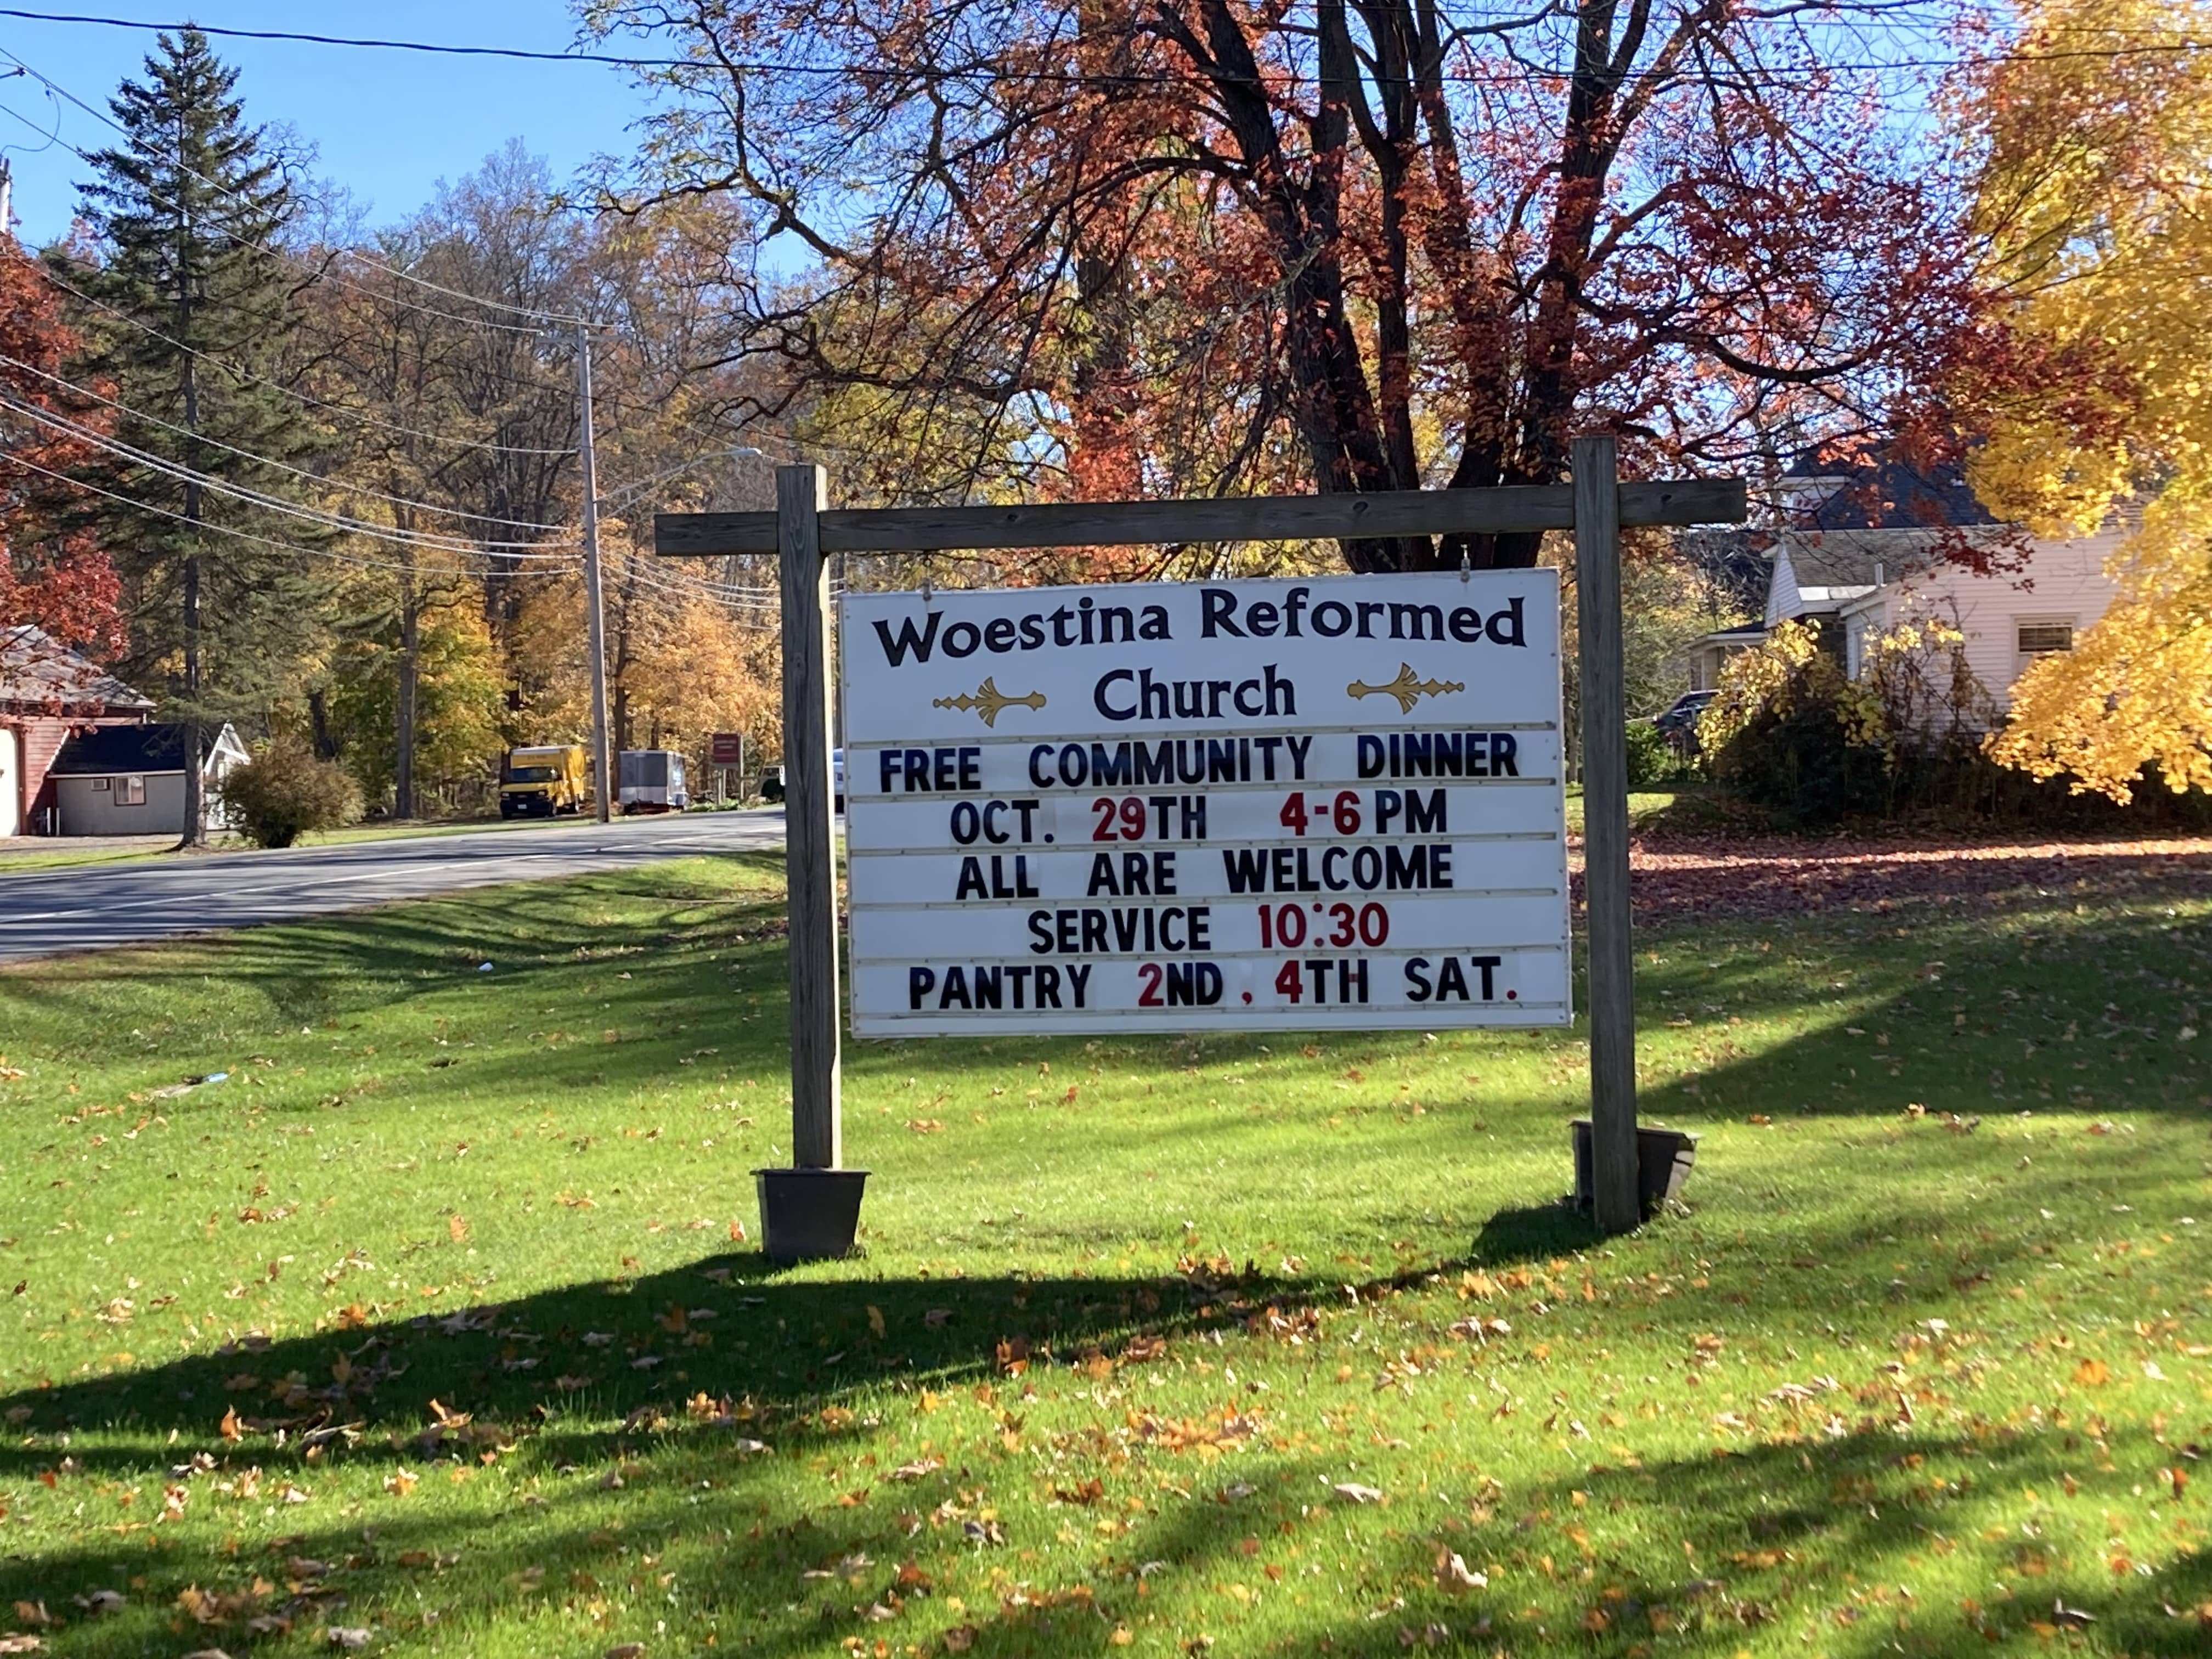 Woestina Reformed
Church
FREE COMMUNITY DINNER
OCT. 29TH 4-6 PM
ALL ARE WELCOME
SERVICE 10:30
PANTRY 2ND, 4TH SAT.